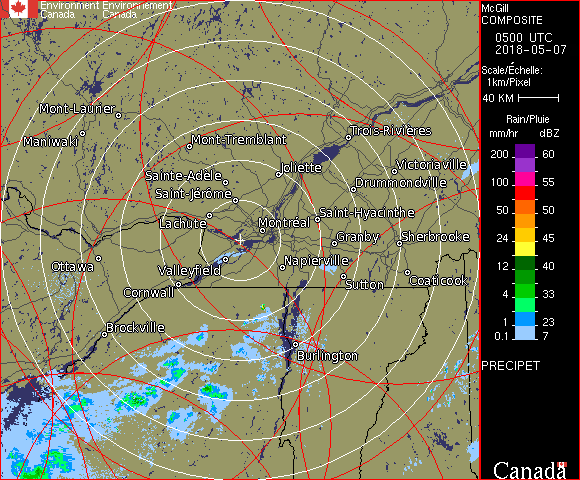 Environment Environnement
Canada Canada
McGill
COMPOSITE
0500 UTC
2018-05-07
Scale/Échelle:
1km/Pixel
40 KM
Rain/Pluie
mm/hr dBZ
200 60
150 57
100 55
50 50
24 45
12 40
4 33
1 23
0.1 7
PRECIPET
Canada
Mont-Laurier
Maniwaki
Mont-Tremblant
Trois-Rivières
Sainte-Adèle
Joliette
Victoriaville
Saint-Jérôme
Drummondville
Lachute
Montréal
Saint-Hyacinthe
Granby
Sherbrooke
Ottawa
Valleyfield
Napierville
Cornwall
Sutton
Coaticook
Brockville
Burlington